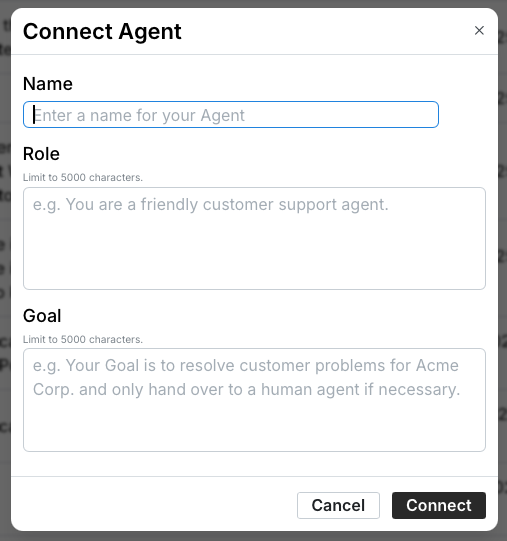 Connect Agent
Name
Enter a name for your Agent
Role
Limit to 5000 characters.
e.g. You are a friendly customer support agent.
Goal
Limit to 5000 characters.
e.g. Your Goal is to resolve customer problems for Acme
Corp. and only hand over to a human agent if necessary.
Cancel
Connect